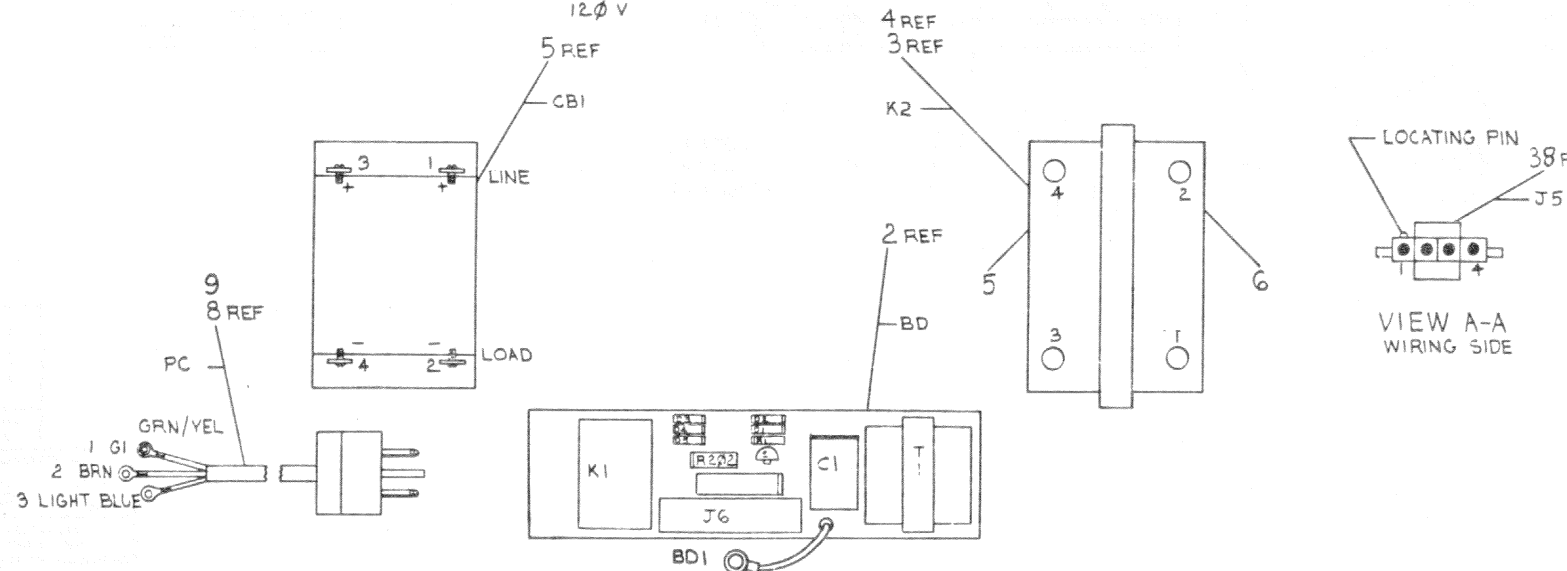 12Ø V
5 REF
CB1
3
1
LINE
+
+
-
-
LOAD
4
2
4 REF
3 REF
K2
4
2
5
6
3
1
LOCATING PIN
38
J5
1
4
VIEW A-A
WIRING SIDE
9
8 REF
PC
GRN/YEL
1 G1
2 BRN
3 LIGHT BLUE
2 REF
BD
K1
R2Ø2
C1
T1
J6
BD1